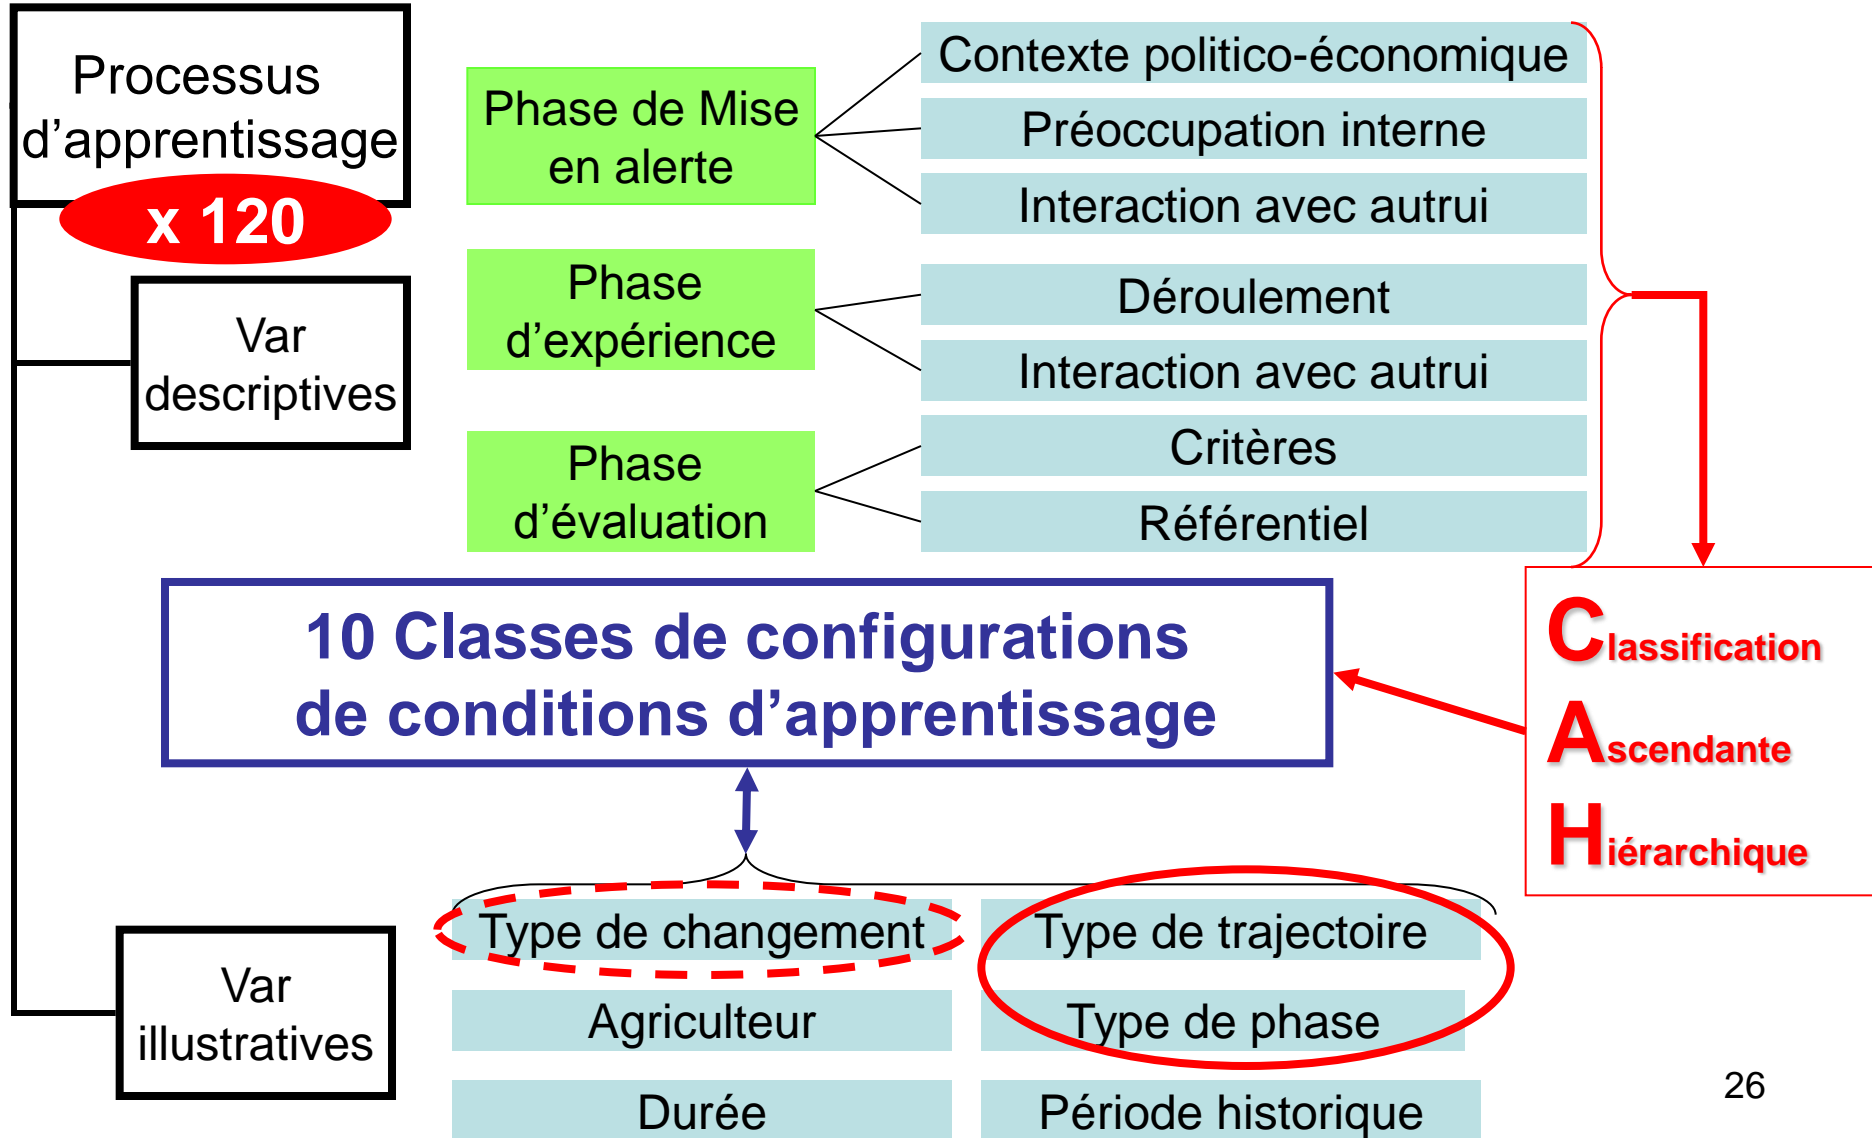 Processus
d’apprentissage
x 120
Var
descriptives
Phase de Mise
en alerte
Contexte politico-économique
Préoccupation interne
Interaction avec autrui
Phase
d’expérience
Déroulement
Interaction avec autrui
Phase
d’évaluation
Critères
Référentiel
Classification
Ascendante
Hiérarchique
10 Classes de configurations
de conditions d’apprentissage
Var
illustratives
Type de changement
Type de trajectoire
Agriculteur
Type de phase
Durée
Période historique
26